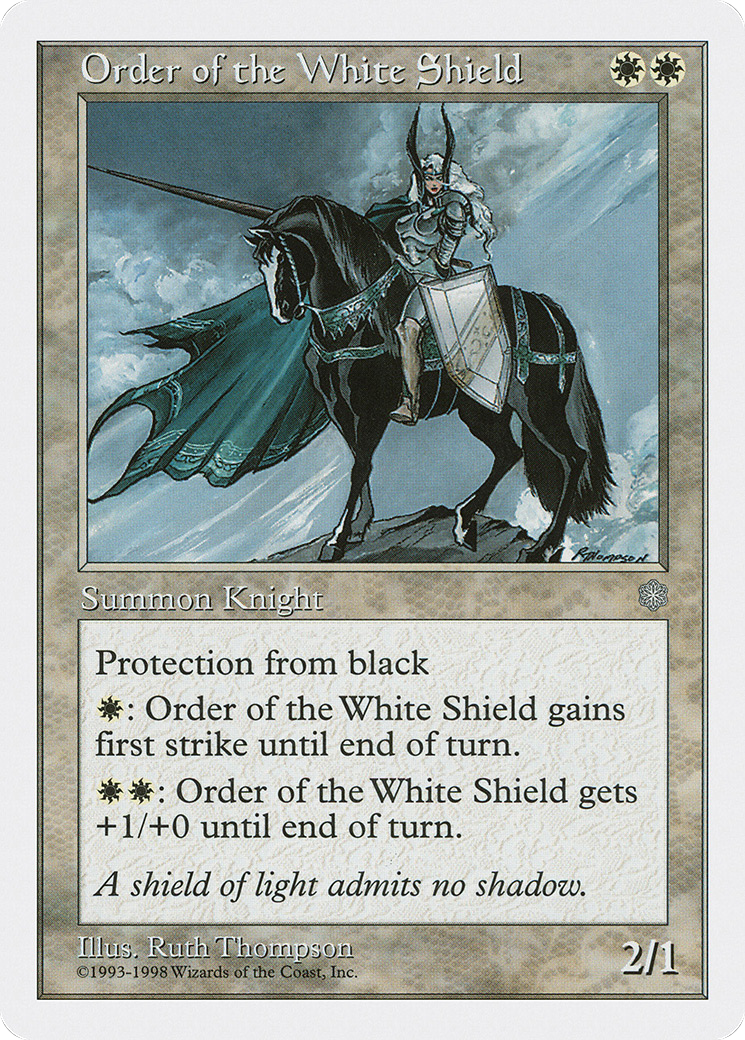 Order of the White Shield
R.THOMPSON
Summon Knight
Protection from black
: Order of the White Shield gains
first strike until end of turn.
: Order of the White Shield gets
+1/+0 until end of turn.
A shield of light admits no shadow.
Illus. Ruth Thompson
©1993-1998 Wizards of the Coast, Inc.
2/1